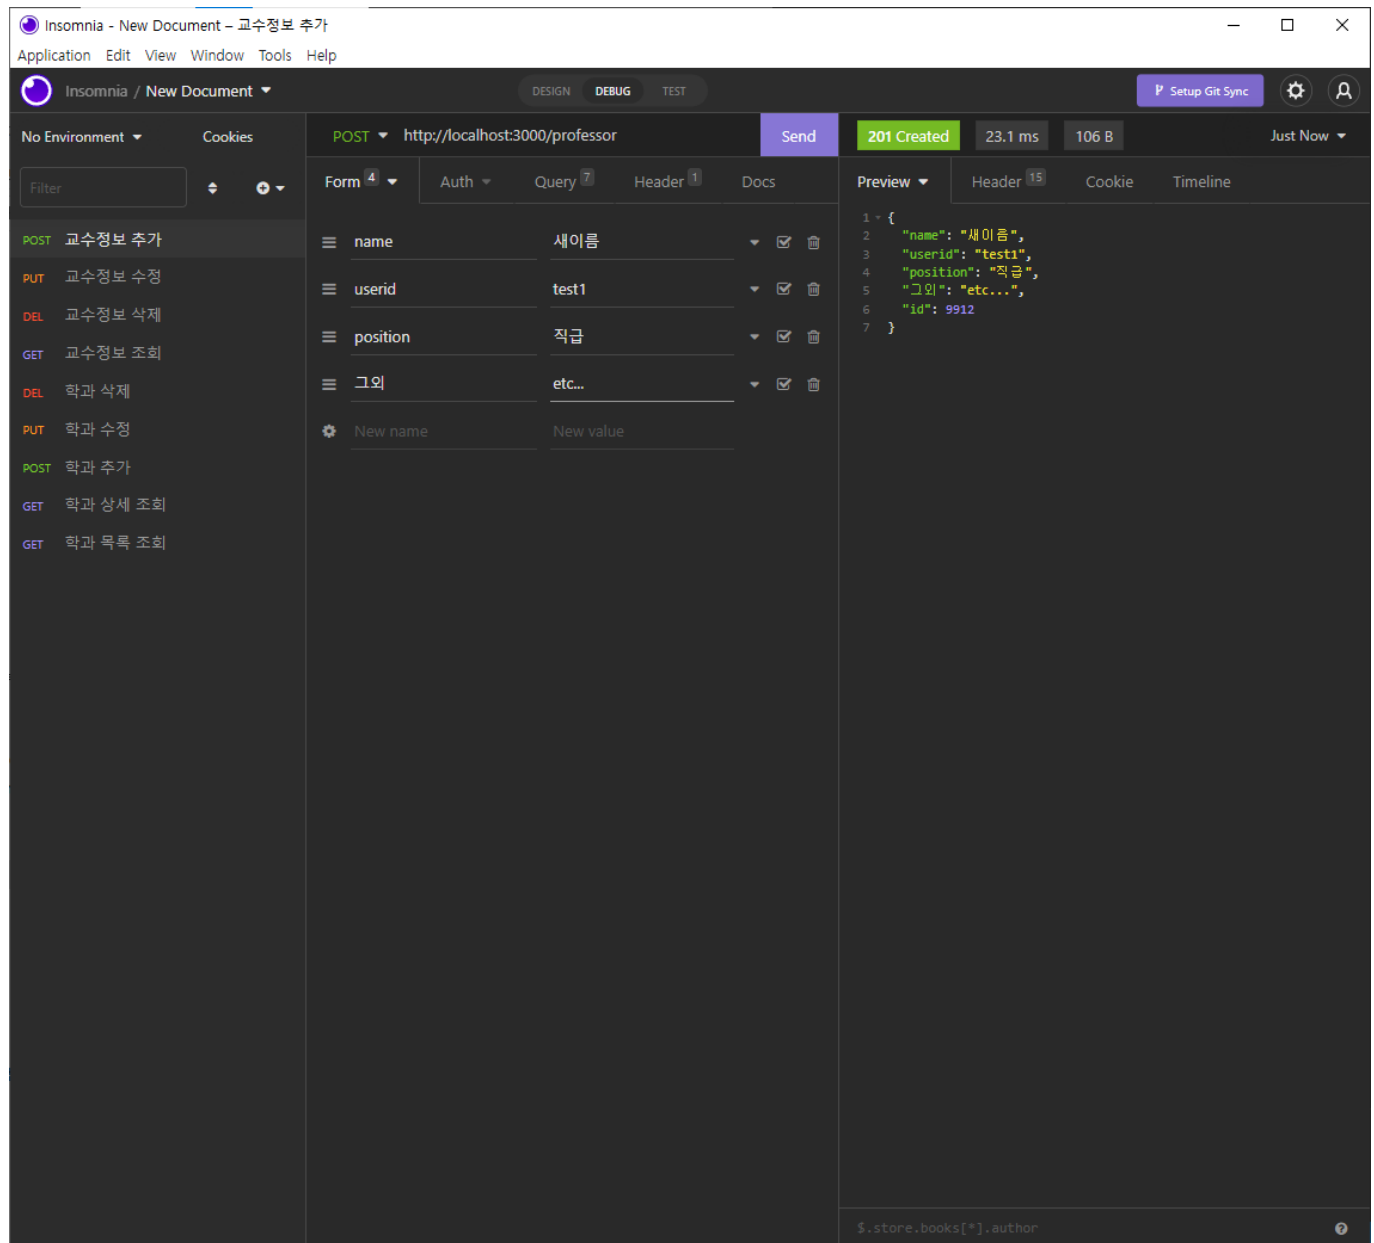 Insomnia - New Document – 교수정보 추가
Application Edit View Window Tools Help
Insomnia / New Document
DESIGN DEBUG TEST
Setup Git Sync
No Environment Cookies
POST http://localhost:3000/professor Send
201 Created 23.1 ms 106 B Just Now
Filter
Form 4 Auth Query 7 Header 1 Docs
Preview Header 15 Cookie Timeline
POST 교수정보 추가
PUT 교수정보 수정
DEL 교수정보 삭제
GET 교수정보 조회
DEL 학과 삭제
PUT 학과 수정
POST 학과 추가
GET 학과 상세 조회
GET 학과 목록 조회
name 새이름
userid test1
position 직급
그외 etc...
New name New value
1 {
2 "name": "새이름",
3 "userid": "test1",
4 "position": "직급",
5 "그외": "etc...",
6 "id": 9912
7 }
$.store.books[*].author